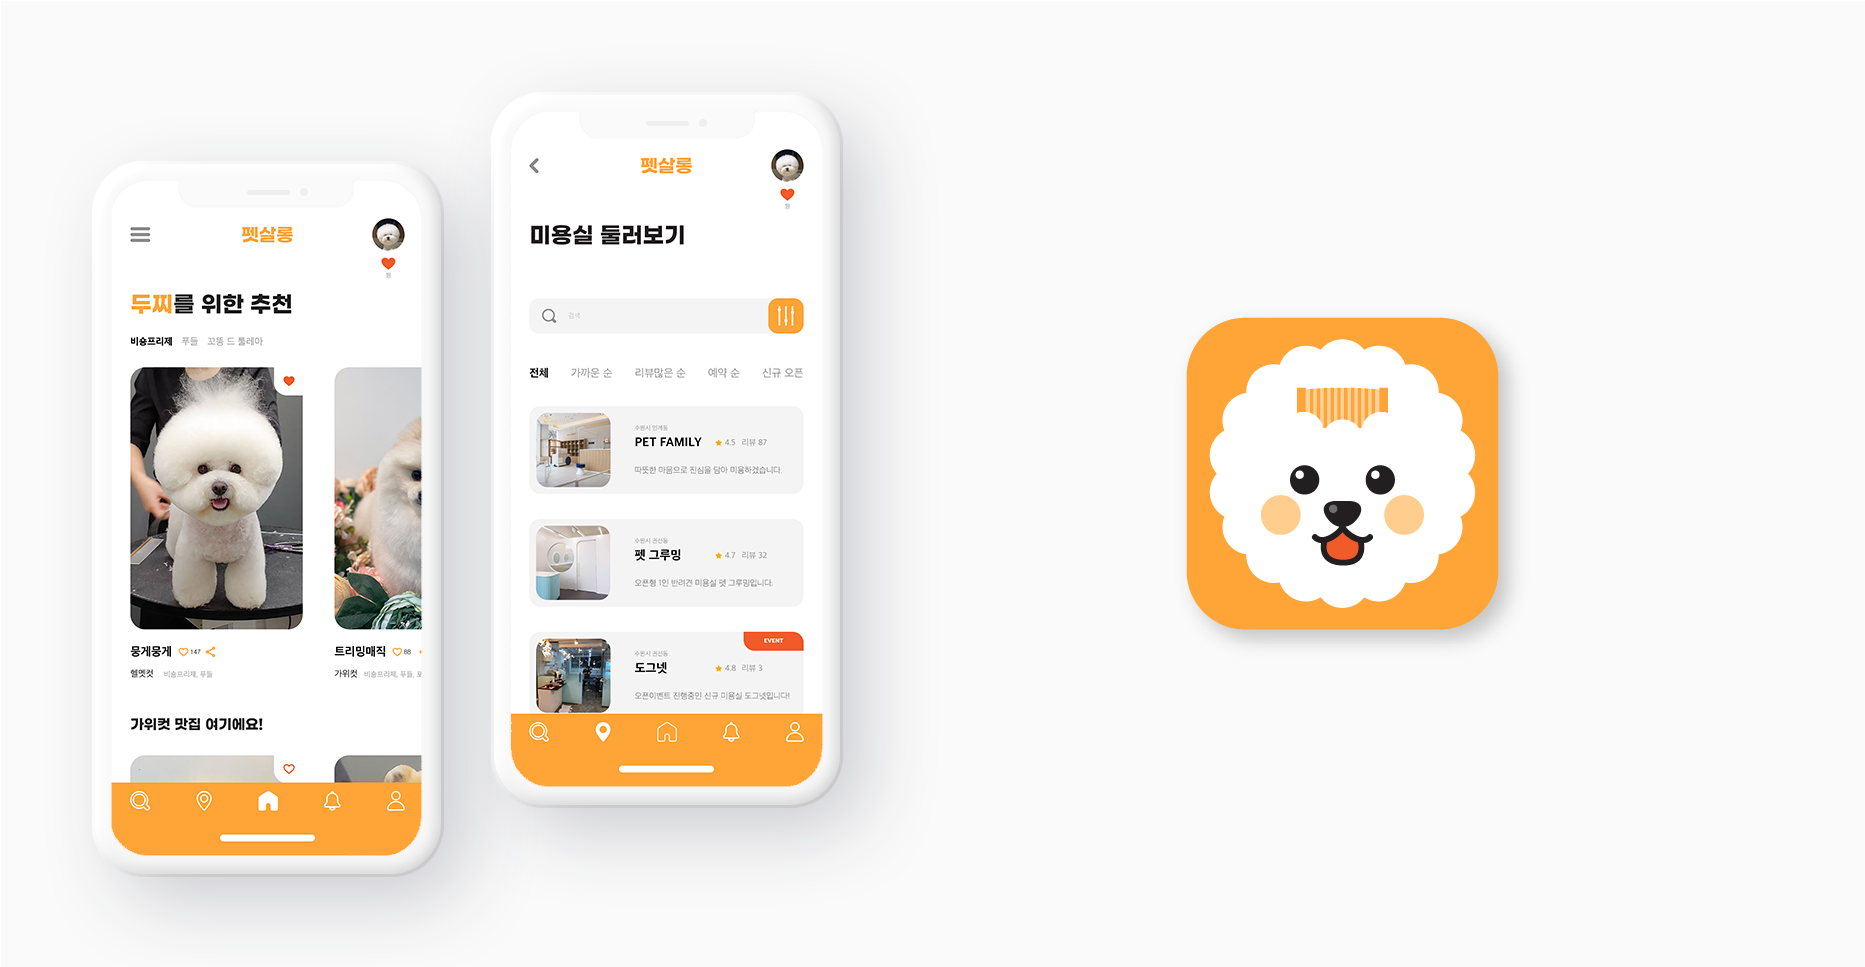 펫살롱
찜
두찌를 위한 추천
비숑프리제 푸들 꼬똥 드 툴레아
뭉게뭉게 147
헬멧컷 비숑프리제, 푸들
트리밍매직 88
가위컷 비숑프리제, 푸들, 포
가위컷 맛집 여기에요!
펫살롱
찜
미용실 둘러보기
검색
전체 가까운 순 리뷰많은 순 예약 순 신규 오픈
수원시 인계동
PET FAMILY 4.5 리뷰 87
따뜻한 마음으로 진심을 담아 미용하겠습니다.
수원시 권선동
펫 그루밍 4.7 리뷰 32
오픈형 1인 반려견 미용실 펫 그루밍입니다.
EVENT
수원시 권선동
도그넷 4.8 리뷰 3
오픈이벤트 진행중인 신규 미용실 도그넷입니다!